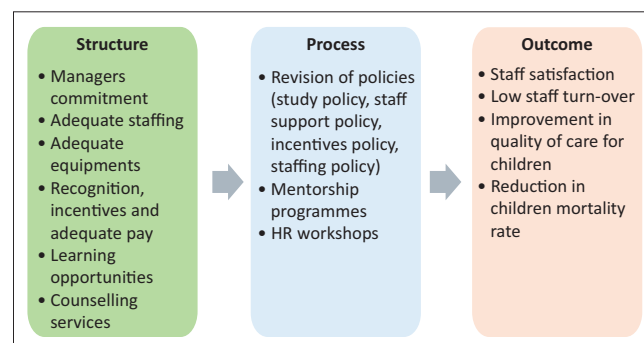 Structure
• Managers
commitment
• Adequate staffing
• Adequate
equipments
• Recognition,
incentives and
adequate pay
• Learning
opportunities
• Counselling
services
Process
• Revision of policies
(study policy, staff
support policy,
incentives policy,
staffing policy)
• Mentorship
programmes
• HR workshops
Outcome
• Staff satisfaction
• Low staff turn-over
• Improvement in
quality of care for
children
• Reduction in
children mortality
rate